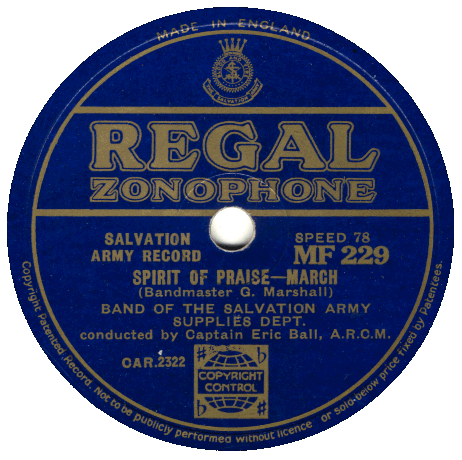 MADE IN ENGLAND
THE SALVATION ARMY
REGAL
ZONOPHONE
SALVATION
ARMY RECORD
SPEED 78
MF 229
SPIRIT OF PRAISE—MARCH
(Bandmaster G. Marshall)
BAND OF THE SALVATION ARMY
SUPPLIES DEPT.
conducted by Captain Eric Ball, A.R.C.M.
CAR.2322
COPYRIGHT
CONTROL
Copyright Patented Record. Not to be publicly performed without licence or sold below price fixed by Patentees.